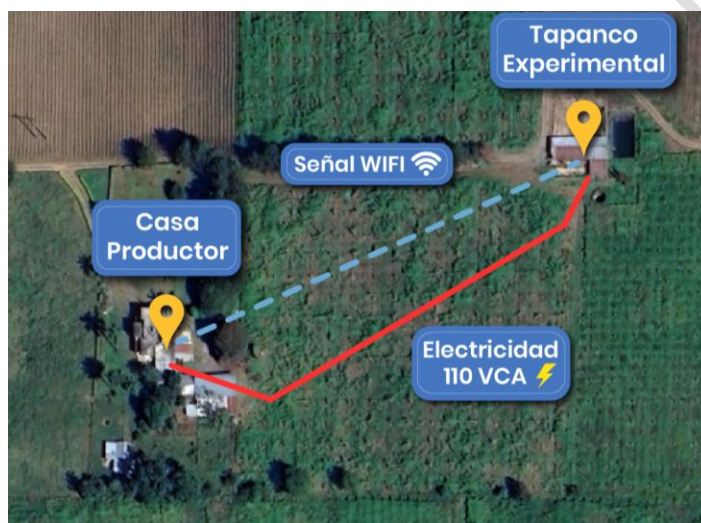 Tapanco
Experimental
Señal WIFI
Casa
Productor
Electricidad
110 VCA